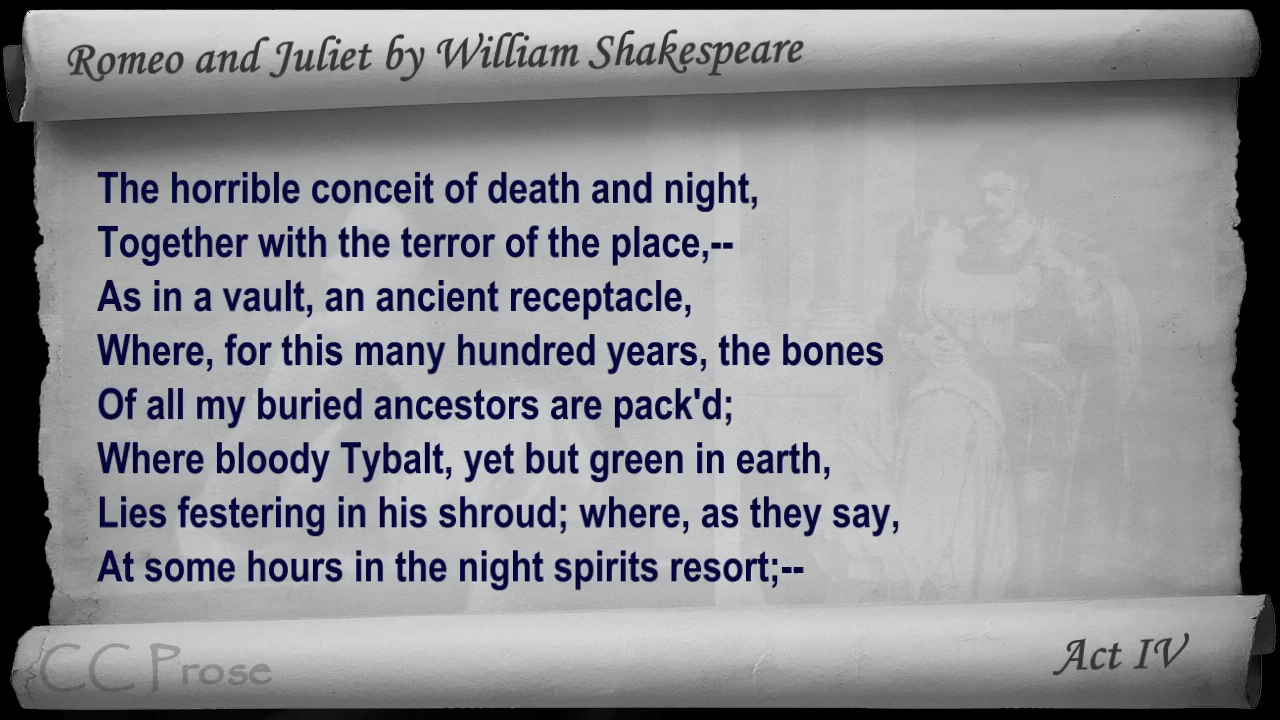 Romeo and Juliet by William Shakespeare
The horrible conceit of death and night,
Together with the terror of the place,--
As in a vault, an ancient receptacle,
Where, for this many hundred years, the bones
Of all my buried ancestors are pack'd;
Where bloody Tybalt, yet but green in earth,
Lies festering in his shroud; where, as they say,
At some hours in the night spirits resort;--
CC Prose
Act IV